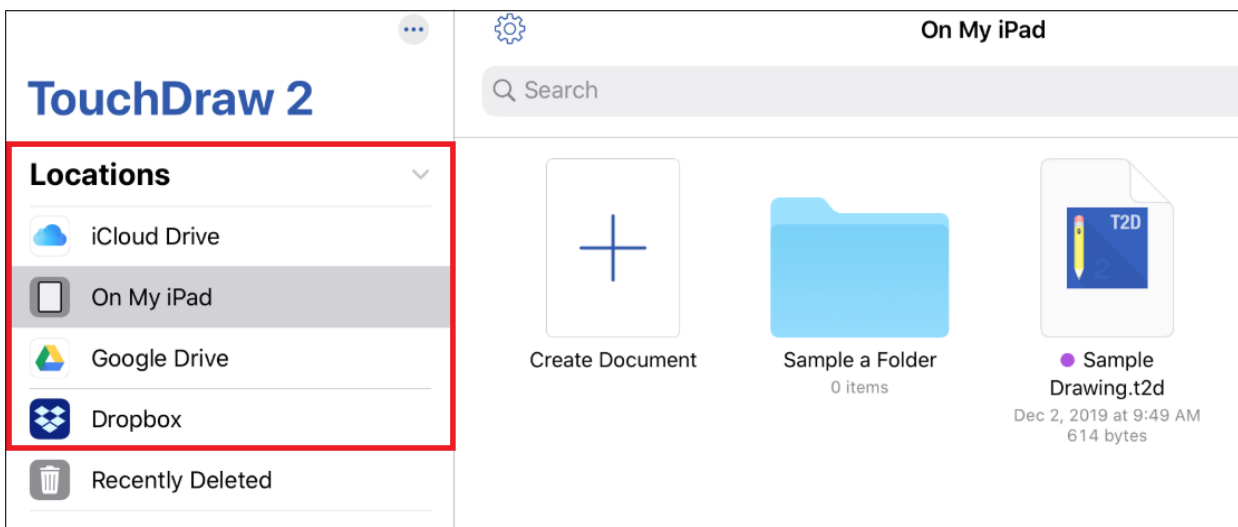 TouchDraw 2
Locations
iCloud Drive
On My iPad
Google Drive
Dropbox
Recently Deleted
On My iPad
Search
Create Document
Sample a Folder
0 items
T2D
2
Sample
Drawing.t2d
Dec 2, 2019 at 9:49 AM
614 bytes